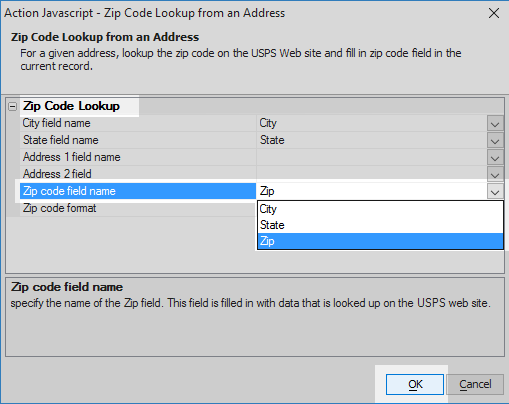 Action Javascript - Zip Code Lookup from an Address
Zip Code Lookup from an Address
For a given address, lookup the zip code on the USPS Web site and fill in zip code field in the
current record.
Zip Code Lookup
City field name City
State field name State
Address 1 field name
Address 2 field
Zip code field name Zip
Zip code format
City
State
Zip
Zip code field name
specify the name of the Zip field. This field is filled in with data that is looked up on the USPS web site.
OK Cancel